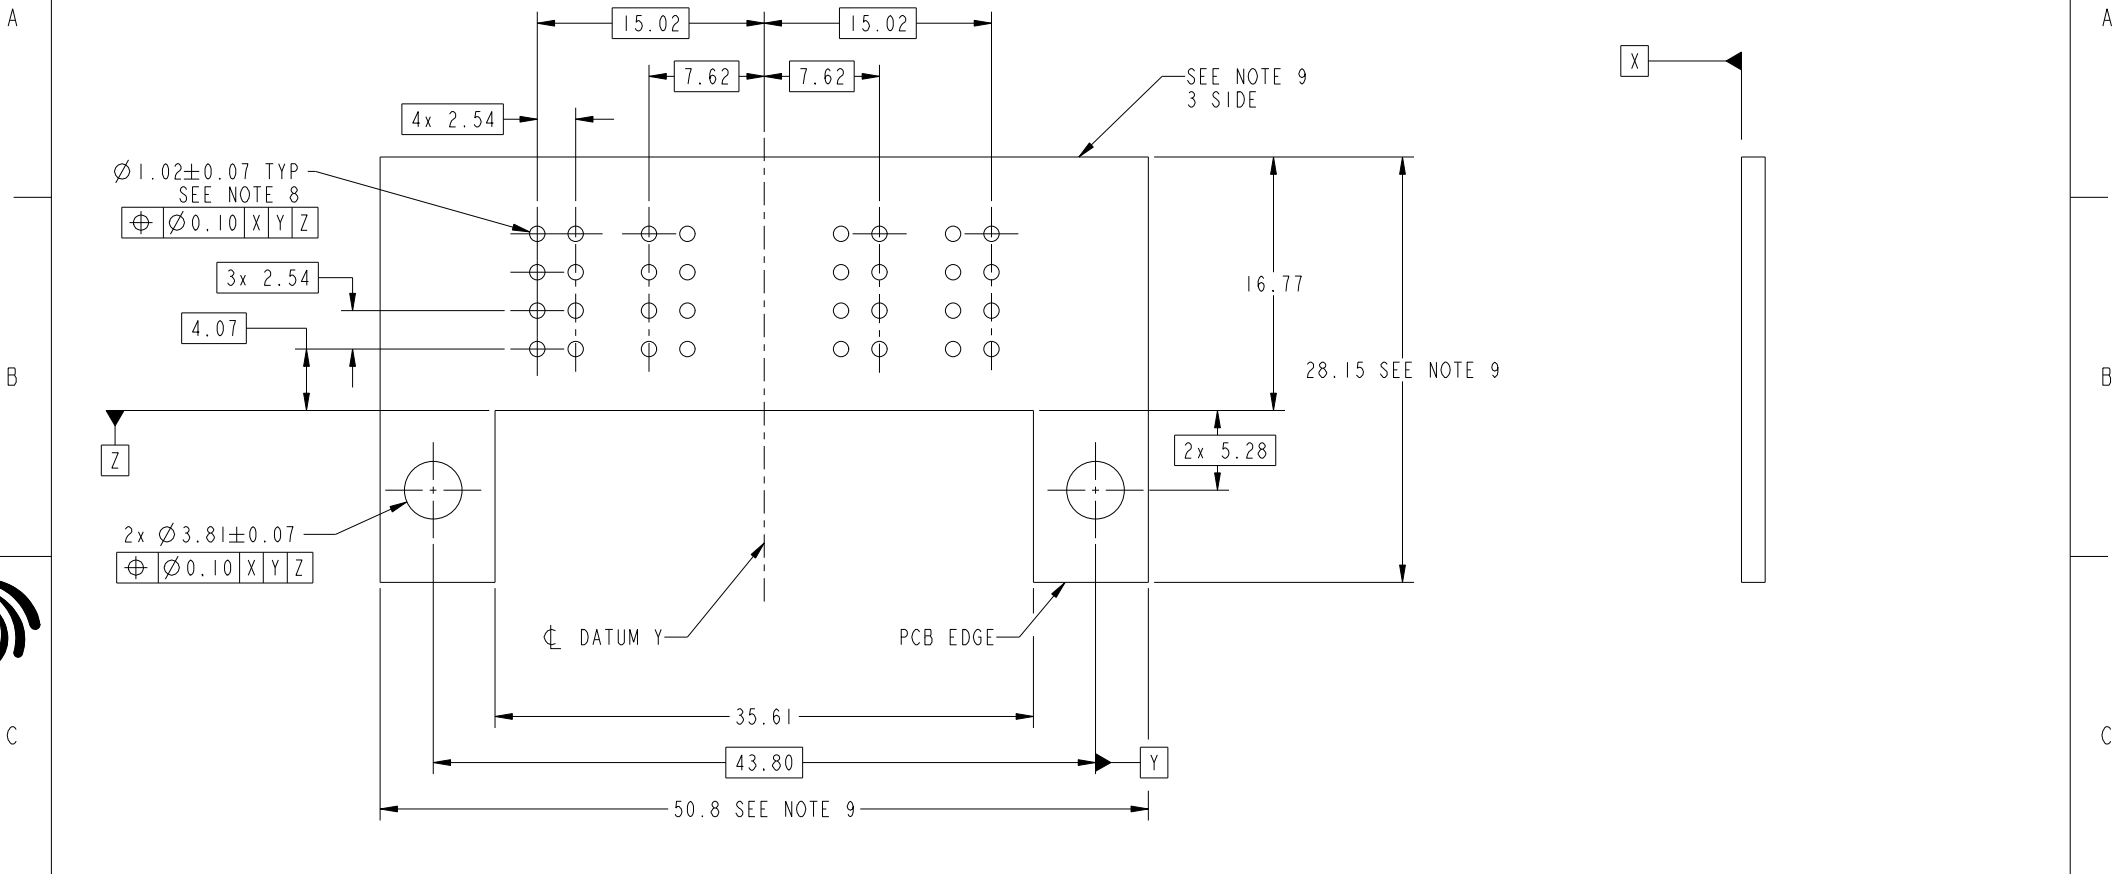 A
A
15.02
15.02
X
7.62
7.62
SEE NOTE 9
3 SIDE
4x 2.54
Ø1.02±0.07 TYP
SEE NOTE 8
⌖ Ø0.10 X Y Z
3x 2.54
16.77
4.07
28.15 SEE NOTE 9
B
B
2x 5.28
Z
2x Ø3.81±0.07
⌖ Ø0.10 X Y Z
℄ DATUM Y
PCB EDGE
35.61
C
C
43.80
Y
50.8 SEE NOTE 9